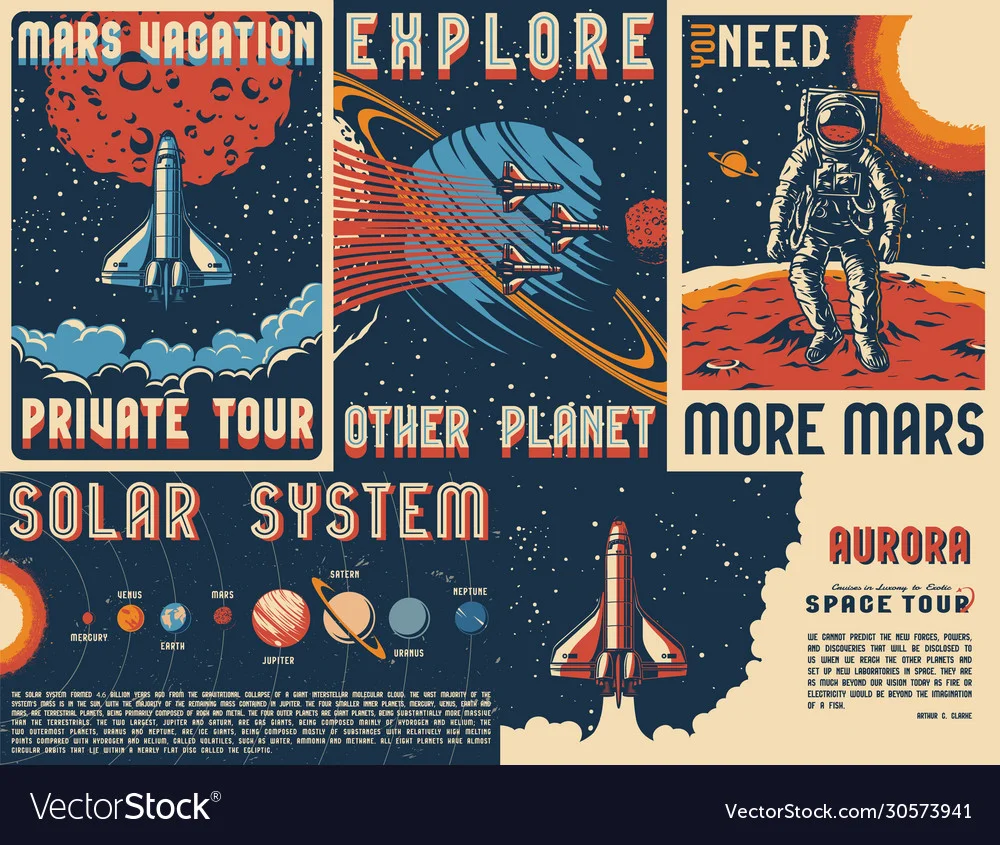 MARS VACATION
PRIVATE TOUR
EXPLORE
OTHER PLANET
YOU NEED
MORE MARS
SOLAR SYSTEM
MERCURY
VENUS
EARTH
MARS
JUPITER
SATERN
URANUS
NEPTUNE
THE SOLAR SYSTEM FORMED 4.6 BILLION YEARS AGO FROM THE GRAVITATIONAL COLLAPSE OF A GIANT INTERSTELLAR MOLECULAR CLOUD. THE VAST MAJORITY OF THE
SYSTEM'S MASS IS IN THE SUN, WITH THE MAJORITY OF THE REMAINING MASS CONTAINED IN JUPITER. THE FOUR SMALLER INNER PLANETS, MERCURY, VENUS, EARTH AND
MARS, ARE TERRESTRIAL PLANETS, BEING PRIMARILY COMPOSED OF ROCK AND METAL. THE FOUR OUTER PLANETS ARE GIANT PLANETS, BEING SUBSTANTIALLY MORE MASSIVE
THAN THE TERRESTRIALS. THE TWO LARGEST, JUPITER AND SATURN, ARE GAS GIANTS, BEING COMPOSED MAINLY OF HYDROGEN AND HELIUM; THE
TWO OUTERMOST PLANETS, URANUS AND NEPTUNE, ARE ICE GIANTS, BEING COMPOSED MOSTLY OF SUBSTANCES WITH RELATIVELY HIGH MELTING
POINTS COMPARED WITH HYDROGEN AND HELIUM, CALLED VOLATILES, SUCH AS WATER, AMMONIA AND METHANE. ALL EIGHT PLANETS HAVE ALMOST
CIRCULAR ORBITS THAT LIE WITHIN A NEARLY FLAT DISC CALLED THE ECLIPTIC.
AURORA
Cruises in Luxury to Exotic
SPACE TOUR
WE CANNOT PREDICT THE NEW FORCES, POWERS,
AND DISCOVERIES THAT WILL BE DISCLOSED TO
US WHEN WE REACH THE OTHER PLANETS AND
SET UP NEW LABORATORIES IN SPACE. THEY ARE
AS MUCH BEYOND OUR VISION TODAY AS FIRE OR
ELECTRICITY WOULD BE BEYOND THE IMAGINATION
OF A FISH.
ARTHUR C. CLARKE
VectorStock®
VectorStock.com/30573941